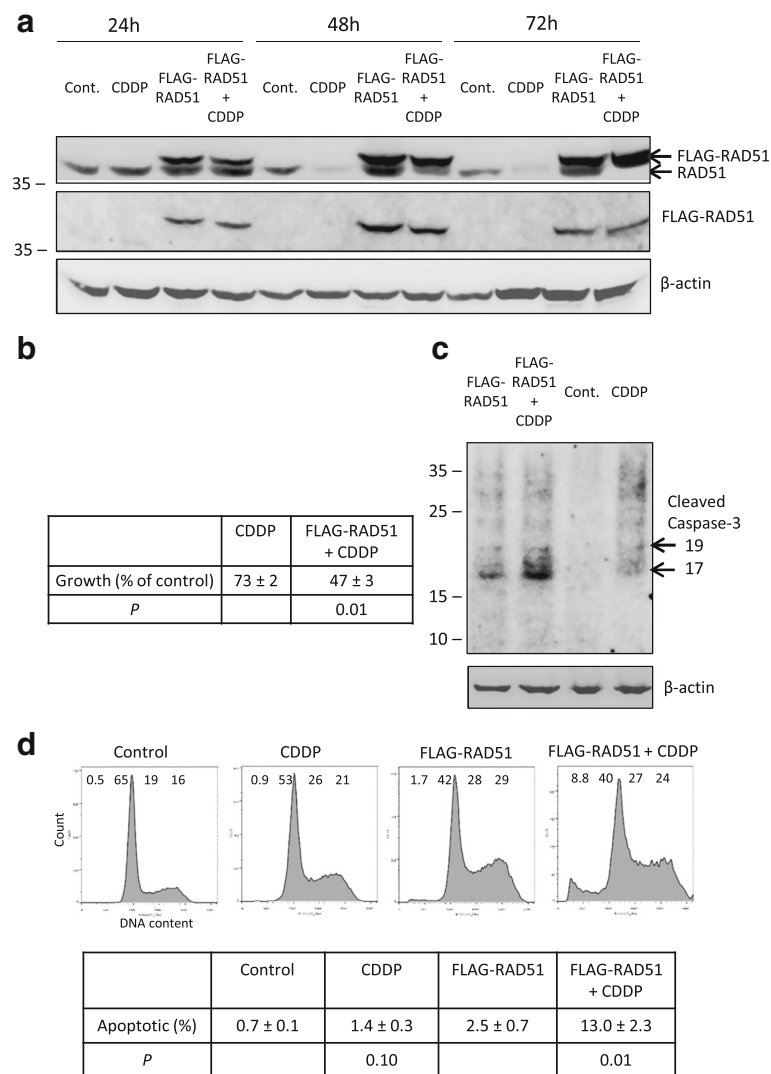 a
24h 48h 72h
Cont. CDDP FLAG-RAD51 FLAG-RAD51 + CDDP Cont. CDDP FLAG-RAD51 FLAG-RAD51 + CDDP Cont. CDDP FLAG-RAD51 FLAG-RAD51 + CDDP
FLAG-RAD51
RAD51
35 –
FLAG-RAD51
35 –
β-actin
b
CDDP FLAG-RAD51 + CDDP
Growth (% of control) 73 ± 2 47 ± 3
P 0.01
c
FLAG-RAD51 FLAG-RAD51 + CDDP Cont. CDDP
35 –
25 –
Cleaved
Caspase-3
19
17
15 –
10 –
β-actin
d
Control CDDP FLAG-RAD51 FLAG-RAD51 + CDDP
0.5 65 19 16 0.9 53 26 21 1.7 42 28 29 8.8 40 27 24
Count
DNA content
Control CDDP FLAG-RAD51 FLAG-RAD51 + CDDP
Apoptotic (%) 0.7 ± 0.1 1.4 ± 0.3 2.5 ± 0.7 13.0 ± 2.3
P 0.10 0.01